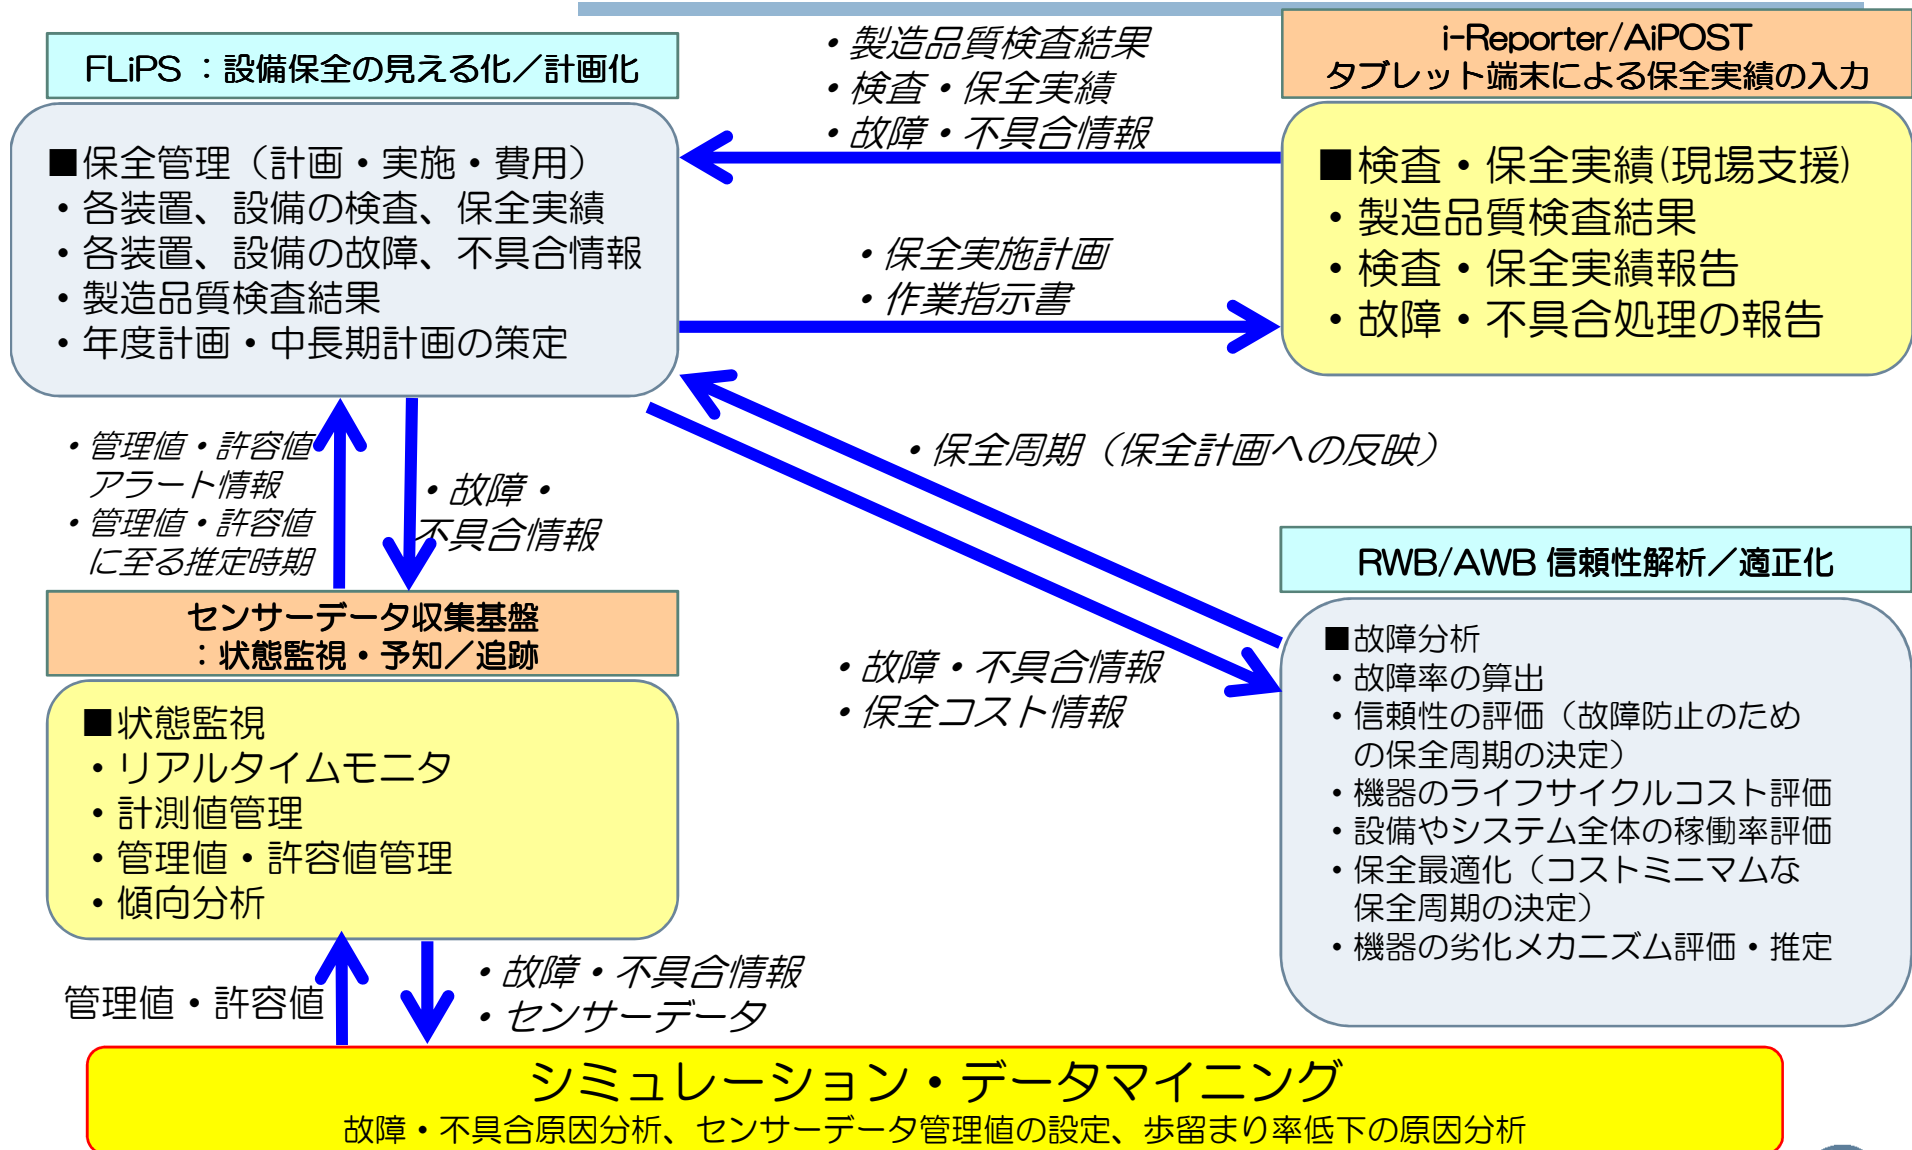 FLiPS ：設備保全の見える化／計画化
■保全管理（計画・実施・費用）
・各装置、設備の検査、保全実績
・各装置、設備の故障、不具合情報
・製造品質検査結果
・年度計画・中長期計画の策定
・製造品質検査結果
・検査・保全実績
・故障・不具合情報
・保全実施計画
・作業指示書
i-Reporter/AiPOST
タブレット端末による保全実績の入力
■検査・保全実績(現場支援)
・製造品質検査結果
・検査・保全実績報告
・故障・不具合処理の報告
・管理値・許容値
アラート情報
・管理値・許容値
に至る推定時期
・故障・
不具合情報
・保全周期（保全計画への反映）
・故障・不具合情報
・保全コスト情報
センサーデータ収集基盤
：状態監視・予知／追跡
■状態監視
・リアルタイムモニタ
・計測値管理
・管理値・許容値管理
・傾向分析
RWB/AWB 信頼性解析／適正化
■故障分析
・故障率の算出
・信頼性の評価（故障防止のため
の保全周期の決定）
・機器のライフサイクルコスト評価
・設備やシステム全体の稼働率評価
・保全最適化（コストミニマムな
保全周期の決定）
・機器の劣化メカニズム評価・推定
管理値・許容値
・故障・不具合情報
・センサーデータ
シミュレーション・データマイニング
故障・不具合原因分析、センサーデータ管理値の設定、歩留まり率低下の原因分析